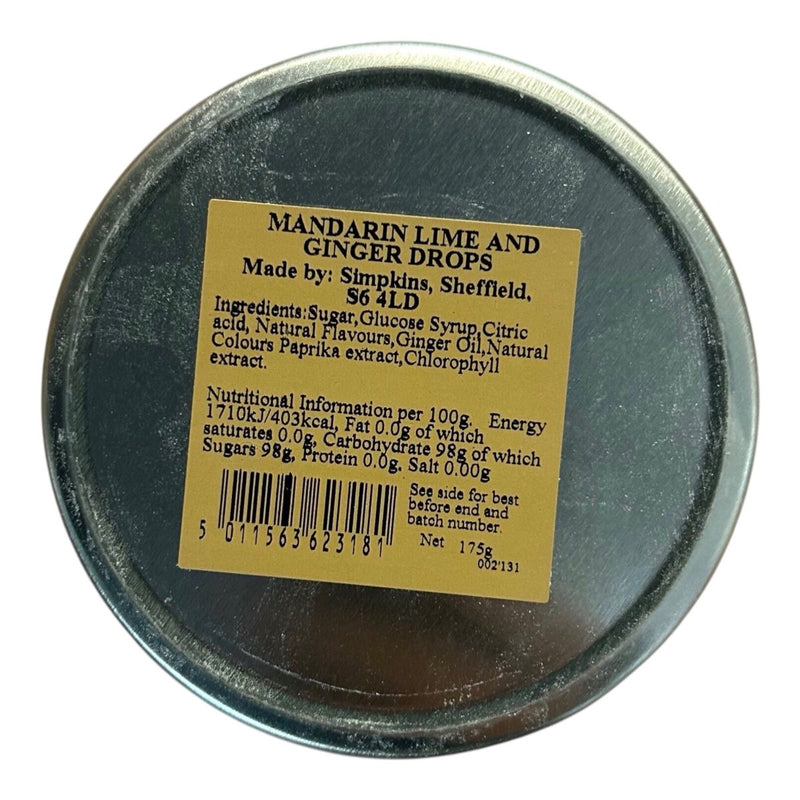 MANDARIN LIME AND
GINGER DROPS
Made by: Simpkins, Sheffield,
S6 4LD
Ingredients:Sugar,Glucose Syrup,Citric
acid, Natural Flavours,Ginger Oil,Natural
Colours Paprika extract,Chlorophyll
extract.
Nutritional Information per 100g. Energy
1710kJ/403kcal, Fat 0.0g of which
saturates 0.0g, Carbohydrate 98g of which
Sugars 98g, Protein 0.0g. Salt 0.00g
See side for best
before end and
batch number.
Net 175g
002'131
5 011563 623181